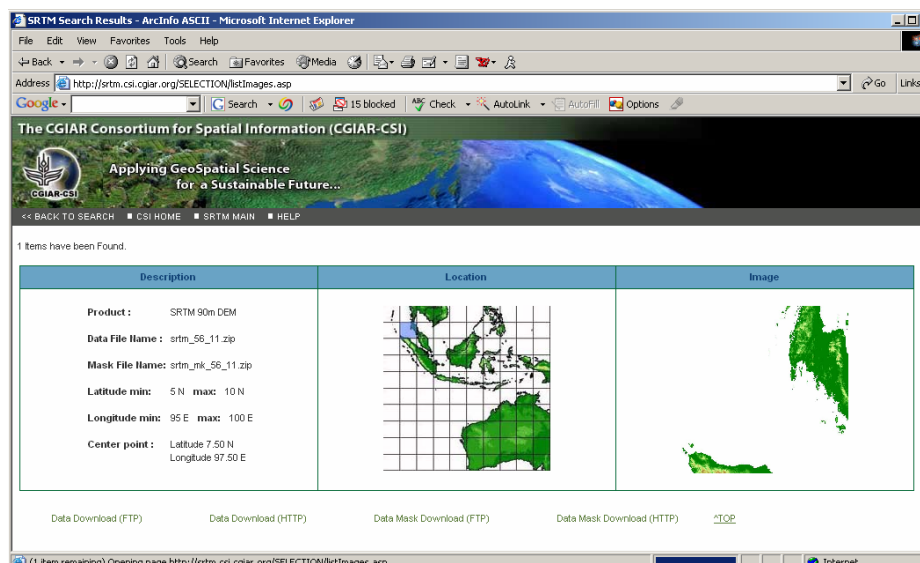 SRTM Search Results - ArcInfo ASCII - Microsoft Internet Explorer
File Edit View Favorites Tools Help
Back Search Favorites Media
Address http://srtm.csi.cgiar.org/SELECTION/listImages.asp Go Links
Google Search 15 blocked Check AutoLink AutoFill Options
The CGIAR Consortium for Spatial Information (CGIAR-CSI)
Applying GeoSpatial Science
for a Sustainable Future...
CGIAR-CSI
<< BACK TO SEARCH CSI HOME SRTM MAIN HELP
1 Items have been Found.
Description Location Image
Product : SRTM 90m DEM
Data File Name : srtm_56_11.zip
Mask File Name: srtm_mk_56_11.zip
Latitude min: 5 N max: 10 N
Longitude min: 95 E max: 100 E
Center point : Latitude 7.50 N
Longitude 97.50 E
Data Download (FTP) Data Download (HTTP) Data Mask Download (FTP) Data Mask Download (HTTP) ^TOP
(1 item remaining) Opening page http://srtm.csi.cgiar.org/SELECTION/listImages.asp Internet